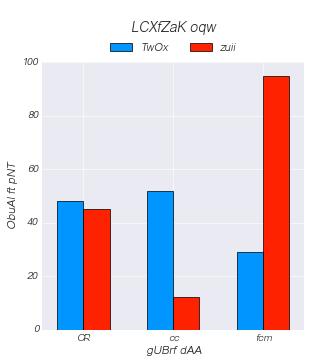 LCXfZaK oqw
TwOx zuii
100
80
60
40
20
0
ObuAl ft pNT
CR cc fcm
gUBrf dAA